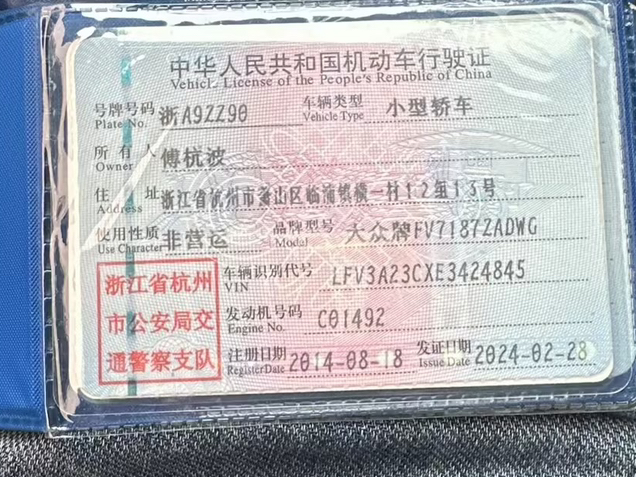 中华人民共和国机动车行驶证
Vehicle License of the People's Republic of China
号牌号码 浙A9ZZ90 车辆类型 小型轿车
Plate No. Vehicle Type
所有人 傅杭波
Owner
住址 浙江省杭州市萧山区临浦镇横一村12组13号
Address
使用性质 非营运 品牌型号 大众牌FV7187ZADWG
Use Character Model
浙江省杭州
市公安局交
通警察支队
车辆识别代号 LFV3A23CXE3424845
VIN
发动机号码 C01492
Engine No.
注册日期 2014-08-18 发证日期 2024-02-28
Register Date Issue Date